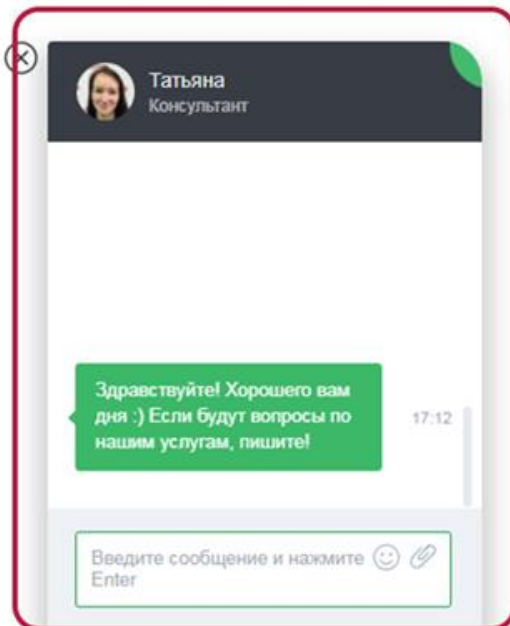 Татьяна
Консультант
Здравствуйте! Хорошего вам
дня :) Если будут вопросы по
нашим услугам, пишите!
17:12
Введите сообщение и нажмите
Enter